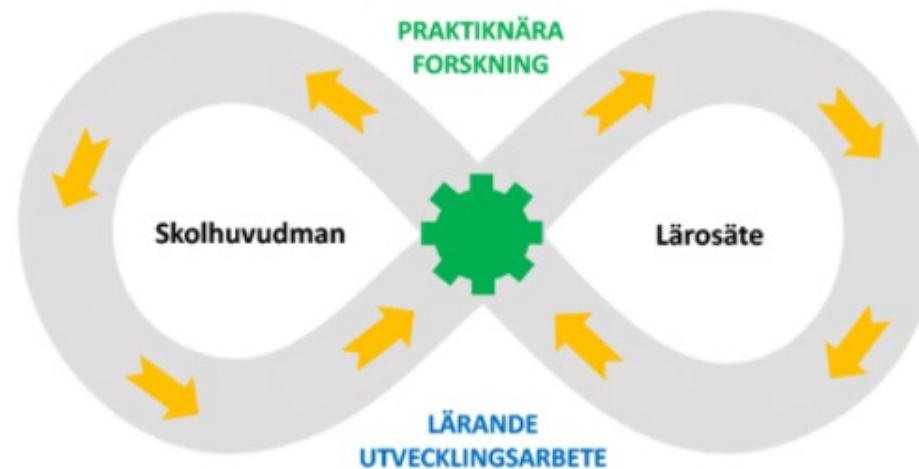 PRAKTIKNÄRA
FORSKNING
Skolhuvudman
Lärosäte
LÄRANDE
UTVECKLINGSARBETE